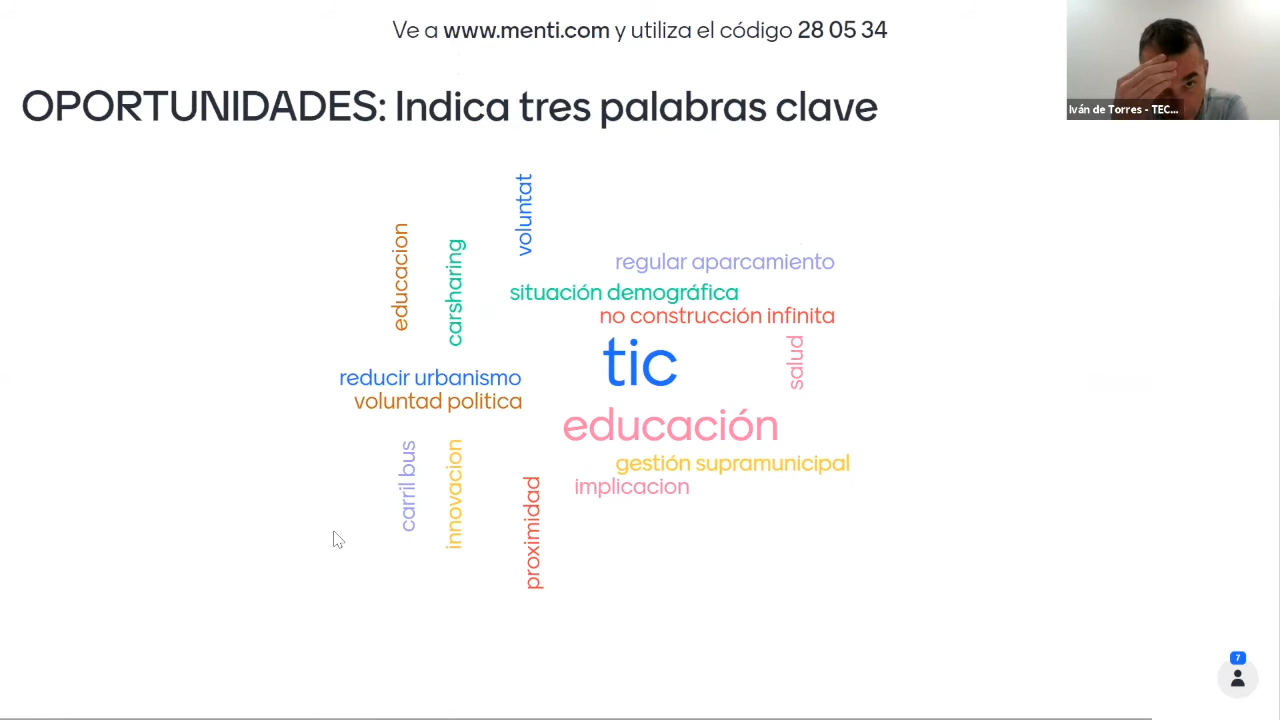 Ve a www.menti.com y utiliza el código 28 05 34
Iván de Torres - TEC...
OPORTUNIDADES: Indica tres palabras clave
voluntat
educacion
carsharing
regular aparcamiento
situación demográfica
no construcción infinita
tic
salud
reducir urbanismo
voluntad politica
educación
carril bus
innovacion
gestión supramunicipal
proximidad
implicacion
7